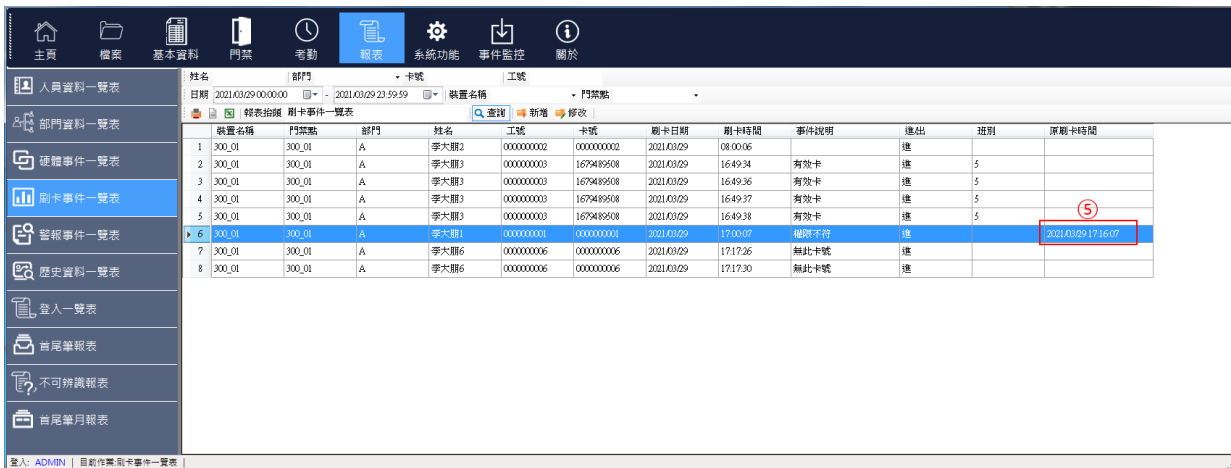 主頁 檔案 基本資料 門禁 考勤 報表 系統功能 事件監控 關於
人員資料一覽表
部門資料一覽表
硬體事件一覽表
刷卡事件一覽表
警報事件一覽表
歷史資料一覽表
登入一覽表
首尾筆報表
不可辨識報表
首尾筆月報表
姓名 部門 卡號 工號
日期 2021/03/29 00:00:00 - 2021/03/29 23:59:59 裝置名稱 門禁點
報表抬頭 刷卡事件一覽表 查詢 新增 修改
裝置名稱 門禁點 部門 姓名 工號 卡號 刷卡日期 刷卡時間 事件說明 進/出 班別 原刷卡時間
1 300_01 300_01 A 李大朋2 0000000002 0000000002 2021/03/29 08:00:06 進
2 300_01 300_01 A 李大朋3 0000000003 1679489508 2021/03/29 16:49:34 有效卡 進 5
3 300_01 300_01 A 李大朋3 0000000003 1679489508 2021/03/29 16:49:36 有效卡 進 5
4 300_01 300_01 A 李大朋3 0000000003 1679489508 2021/03/29 16:49:37 有效卡 進 5
5 300_01 300_01 A 李大朋3 0000000003 1679489508 2021/03/29 16:49:38 有效卡 進 5
⑤
6 300_01 300_01 A 李大朋1 0000000001 0000000001 2021/03/29 17:00:07 權限不符 進 2021/03/29 17:16:07
7 300_01 300_01 A 李大朋6 0000000006 0000000006 2021/03/29 17:17:26 無此卡號 進
8 300_01 300_01 A 李大朋6 0000000006 0000000006 2021/03/29 17:17:30 無此卡號 進
登入: ADMIN | 目前作業:刷卡事件一覽表 |